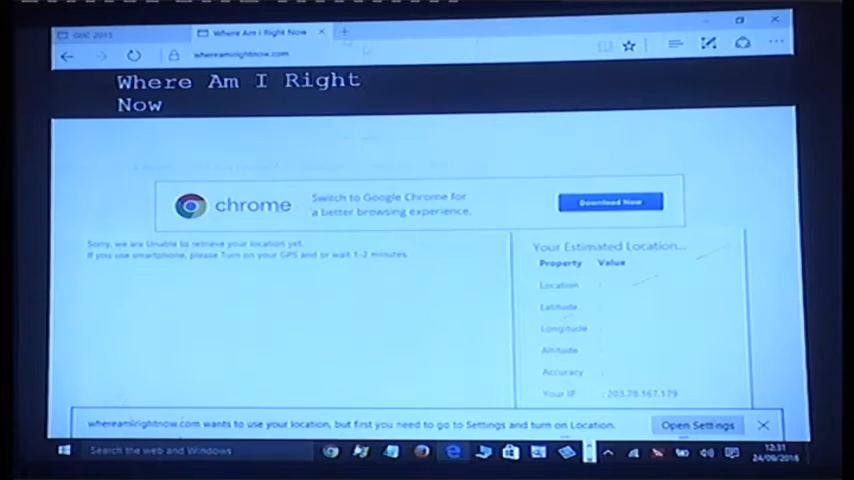 GDC 2015
Where Am I Right Now
whereamirightnow.com
Where Am I Right
Now
chrome
Switch to Google Chrome for
a better browsing experience.
Download Now
Sorry, we are Unable to retrieve your location yet.
If you use smartphone, please Turn on your GPS and or wait 1-2 minutes.
Your Estimated Location...
Property Value
Location :
Latitude
Longitude
Altitude
Accuracy :
Your IP : 203.78.167.179
whereamirightnow.com wants to use your location, but first you need to go to Settings and turn on Location.
Open Settings
Search the web and Windows
12:31
24/09/2016